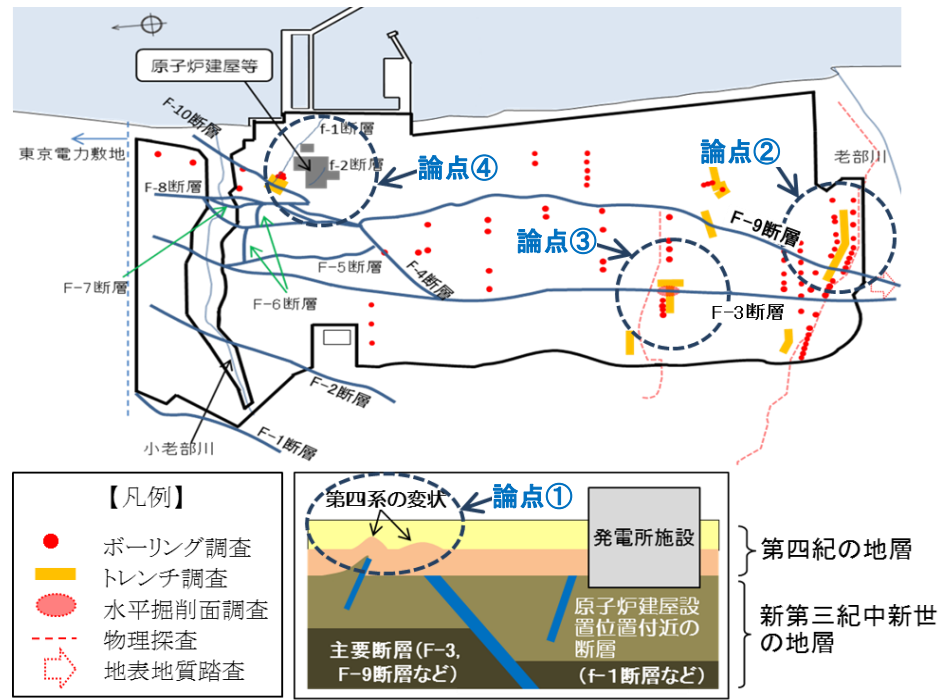 原子炉建屋等
F-10断層
f-1断層
東京電力敷地
f-2断層
論点④
論点②
老部川
F-8断層
F-9断層
論点③
F-5断層
F-4断層
F-7断層
F-6断層
F-3断層
F-2断層
F-1断層
小老部川
【凡例】
ボーリング調査
トレンチ調査
水平掘削面調査
物理探査
地表地質踏査
第四系の変状
論点①
発電所施設
第四紀の地層
原子炉建屋設
置位置付近の
断層
(f-1断層など)
主要断層(F-3,
F-9断層など)
新第三紀中新世
の地層